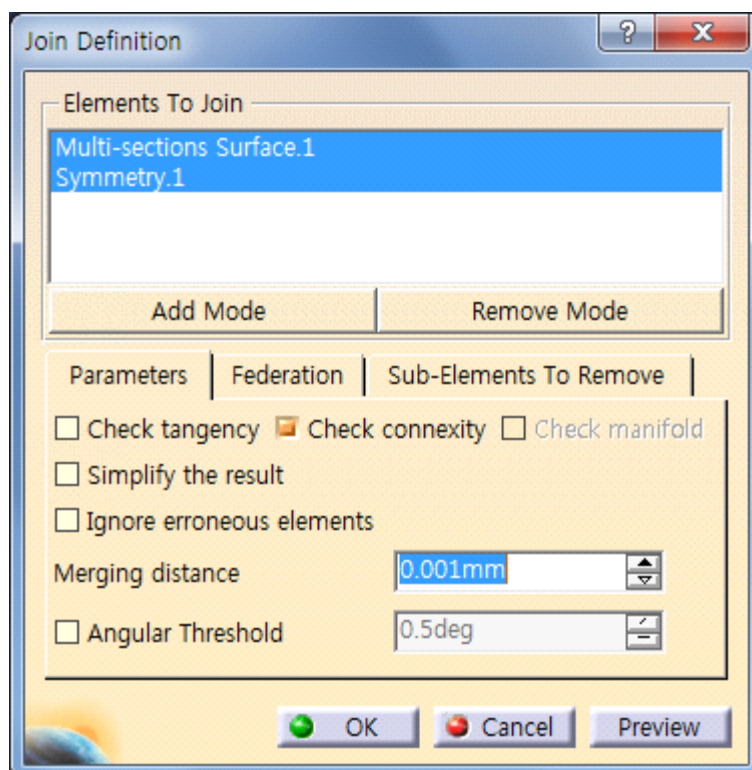 Join Definition
Elements To Join
Multi-sections Surface.1
Symmetry.1
Add Mode Remove Mode
Parameters Federation Sub-Elements To Remove
Check tangency Check connexity Check manifold
Simplify the result
Ignore erroneous elements
Merging distance 0.001mm
Angular Threshold 0.5deg
OK Cancel Preview